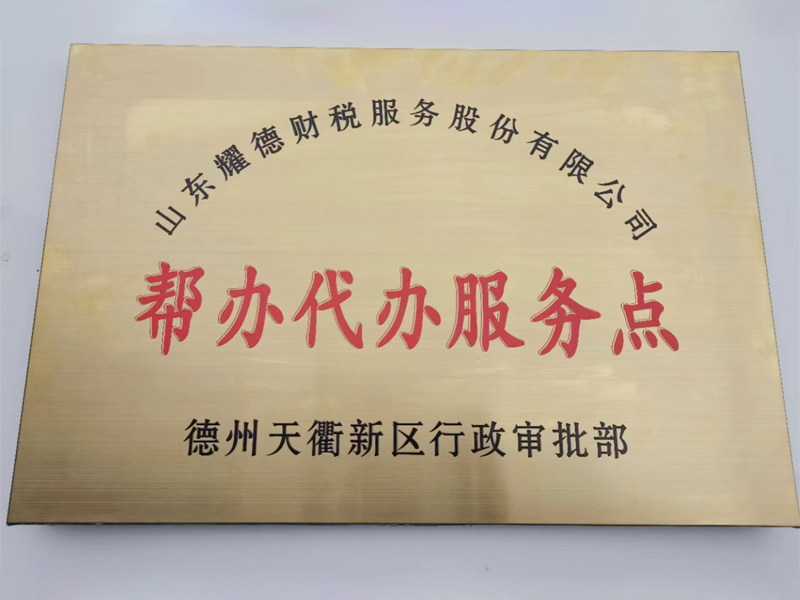 山东耀德财税服务股份有限公司
帮办代办服务点
德州天衢新区行政审批部